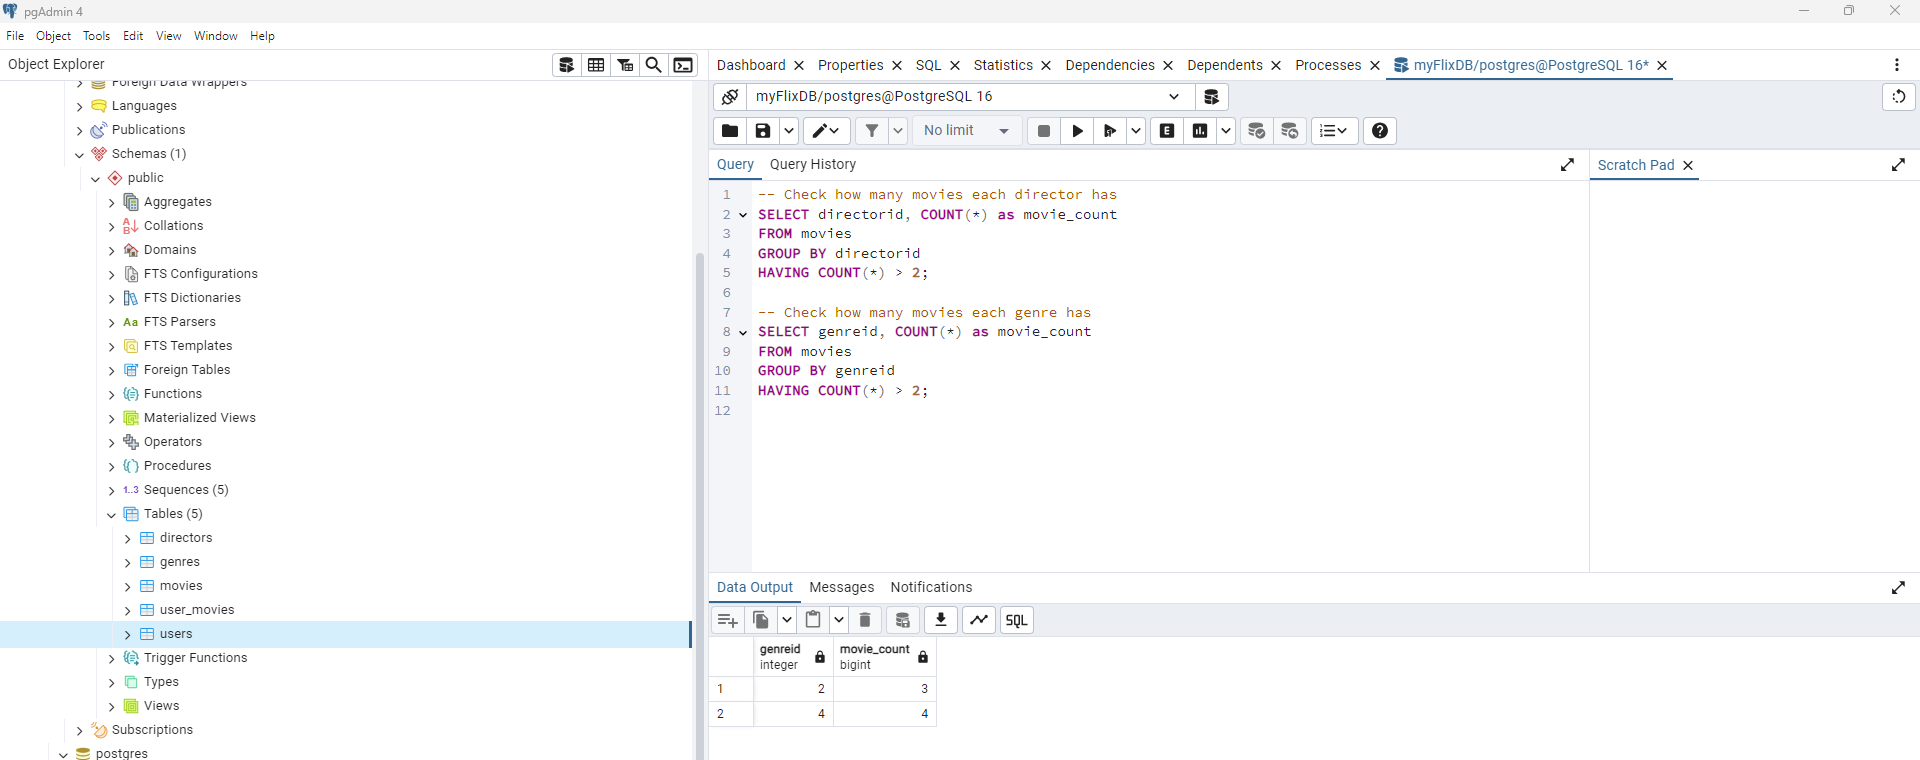 pgAdmin 4
File Object Tools Edit View Window Help
Object Explorer
Foreign Data Wrappers
Languages
Publications
Schemas (1)
public
Aggregates
Collations
Domains
FTS Configurations
FTS Dictionaries
Aa FTS Parsers
FTS Templates
Foreign Tables
Functions
Materialized Views
Operators
Procedures
1..3 Sequences (5)
Tables (5)
directors
genres
movies
user_movies
users
Trigger Functions
Types
Views
Subscriptions
postgres
Dashboard Properties SQL Statistics Dependencies Dependents Processes myFlixDB/postgres@PostgreSQL 16*
myFlixDB/postgres@PostgreSQL 16
No limit E
Query Query History
Scratch Pad
1 -- Check how many movies each director has
2 SELECT directorid, COUNT(*) as movie_count
3 FROM movies
4 GROUP BY directorid
5 HAVING COUNT(*) > 2;
6
7 -- Check how many movies each genre has
8 SELECT genreid, COUNT(*) as movie_count
9 FROM movies
10 GROUP BY genreid
11 HAVING COUNT(*) > 2;
12
Data Output Messages Notifications
SQL
genreid movie_count
integer bigint
1 2 3
2 4 4